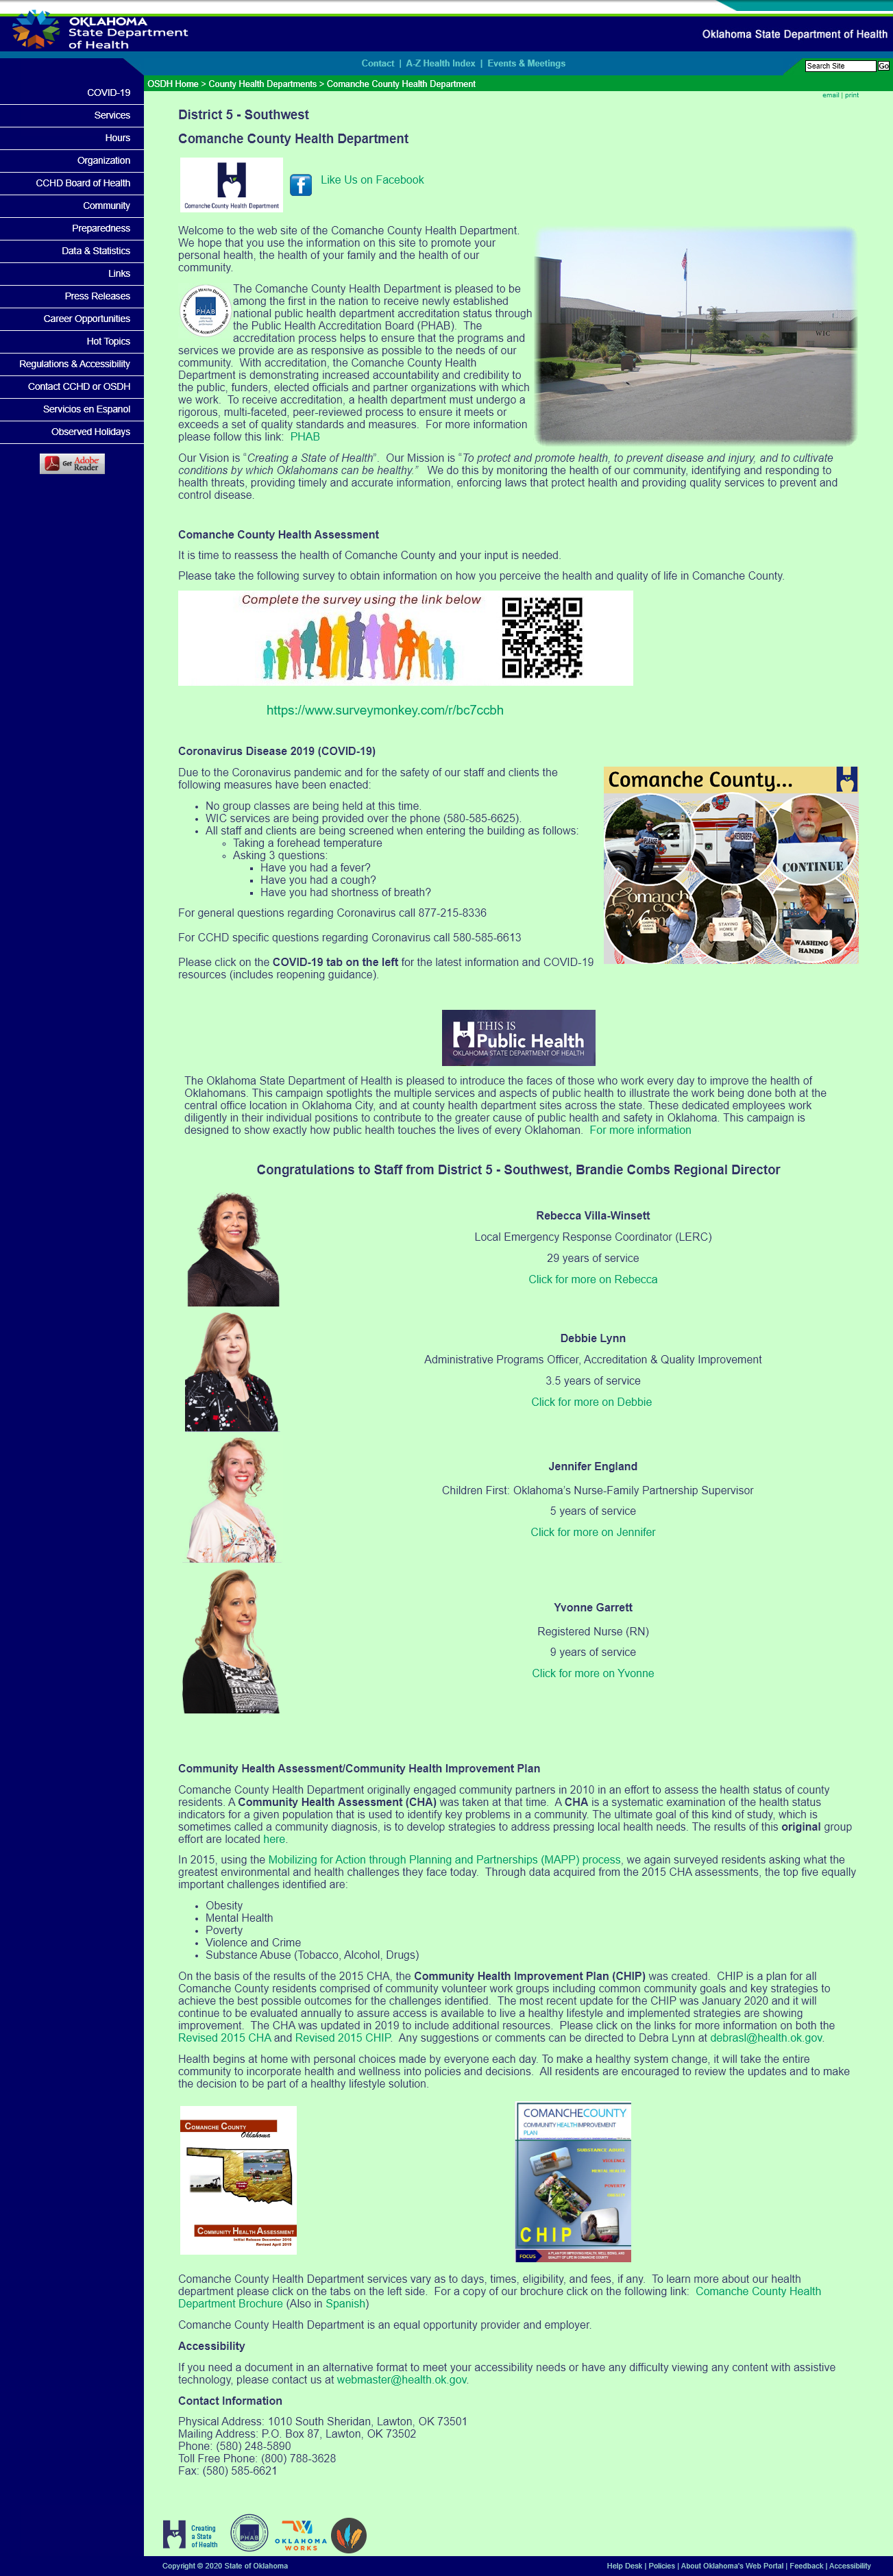 OKLAHOMA
State Department
of Health
Oklahoma State Department of Health
Contact | A-Z Health Index | Events & Meetings
Search Site
Go
OSDH Home > County Health Departments > Comanche County Health Department
email | print
COVID-19
Services
Hours
Organization
CCHD Board of Health
Community
Preparedness
Data & Statistics
Links
Press Releases
Career Opportunities
Hot Topics
Regulations & Accessibility
Contact CCHD or OSDH
Servicios en Espanol
Observed Holidays
Get Adobe Reader
District 5 - Southwest
Comanche County Health Department
Comanche County Health Department
Like Us on Facebook
Welcome to the web site of the Comanche County Health Department.
We hope that you use the information on this site to promote your
personal health, the health of your family and the health of our
community.
WIC
PHAB
The Comanche County Health Department is pleased to be
among the first in the nation to receive newly established
national public health department accreditation status through
the Public Health Accreditation Board (PHAB).  The
accreditation process helps to ensure that the programs and
services we provide are as responsive as possible to the needs of our
community.  With accreditation, the Comanche County Health
Department is demonstrating increased accountability and credibility to
the public, funders, elected officials and partner organizations with which
we work.  To receive accreditation, a health department must undergo a
rigorous, multi-faceted, peer-reviewed process to ensure it meets or
exceeds a set of quality standards and measures.  For more information
please follow this link:  PHAB
Our Vision is "Creating a State of Health".  Our Mission is "To protect and promote health, to prevent disease and injury, and to cultivate
conditions by which Oklahomans can be healthy."   We do this by monitoring the health of our community, identifying and responding to
health threats, providing timely and accurate information, enforcing laws that protect health and providing quality services to prevent and
control disease.
Comanche County Health Assessment
It is time to reassess the health of Comanche County and your input is needed.
Please take the following survey to obtain information on how you perceive the health and quality of life in Comanche County.
Complete the survey using the link below
https://www.surveymonkey.com/r/bc7ccbh
Coronavirus Disease 2019 (COVID-19)
Due to the Coronavirus pandemic and for the safety of our staff and clients the
following measures have been enacted:
No group classes are being held at this time.
WIC services are being provided over the phone (580-585-6625).
All staff and clients are being screened when entering the building as follows:
Taking a forehead temperature
Asking 3 questions:
Have you had a fever?
Have you had a cough?
Have you had shortness of breath?
For general questions regarding Coronavirus call 877-215-8336
For CCHD specific questions regarding Coronavirus call 580-585-6613
Please click on the COVID-19 tab on the left for the latest information and COVID-19
resources (includes reopening guidance).
Comanche County...
PLEASE
REMEMBER
CONTINUE
STAYING HOME IF SICK
WASHING HANDS
THIS IS
Public Health
OKLAHOMA STATE DEPARTMENT OF HEALTH
The Oklahoma State Department of Health is pleased to introduce the faces of those who work every day to improve the health of
Oklahomans. This campaign spotlights the multiple services and aspects of public health to illustrate the work being done both at the
central office location in Oklahoma City, and at county health department sites across the state. These dedicated employees work
diligently in their individual positions to contribute to the greater cause of public health and safety in Oklahoma. This campaign is
designed to show exactly how public health touches the lives of every Oklahoman.  For more information
Congratulations to Staff from District 5 - Southwest, Brandie Combs Regional Director
Rebecca Villa-Winsett
Local Emergency Response Coordinator (LERC)
29 years of service
Click for more on Rebecca
Debbie Lynn
Administrative Programs Officer, Accreditation & Quality Improvement
3.5 years of service
Click for more on Debbie
Jennifer England
Children First: Oklahoma's Nurse-Family Partnership Supervisor
5 years of service
Click for more on Jennifer
Yvonne Garrett
Registered Nurse (RN)
9 years of service
Click for more on Yvonne
Community Health Assessment/Community Health Improvement Plan
Comanche County Health Department originally engaged community partners in 2010 in an effort to assess the health status of county
residents. A Community Health Assessment (CHA) was taken at that time.  A CHA is a systematic examination of the health status
indicators for a given population that is used to identify key problems in a community. The ultimate goal of this kind of study, which is
sometimes called a community diagnosis, is to develop strategies to address pressing local health needs. The results of this original group
effort are located here.
In 2015, using the Mobilizing for Action through Planning and Partnerships (MAPP) process, we again surveyed residents asking what the
greatest environmental and health challenges they face today.  Through data acquired from the 2015 CHA assessments, the top five equally
important challenges identified are:
Obesity
Mental Health
Poverty
Violence and Crime
Substance Abuse (Tobacco, Alcohol, Drugs)
On the basis of the results of the 2015 CHA, the Community Health Improvement Plan (CHIP) was created.  CHIP is a plan for all
Comanche County residents comprised of community volunteer work groups including common community goals and key strategies to
achieve the best possible outcomes for the challenges identified.  The most recent update for the CHIP was January 2020 and it will
continue to be evaluated annually to assure access is available to live a healthy lifestyle and implemented strategies are showing
improvement.  The CHA was updated in 2019 to include additional resources.  Please click on the links for more information on both the
Revised 2015 CHA and Revised 2015 CHIP.  Any suggestions or comments can be directed to Debra Lynn at debrasl@health.ok.gov.
Health begins at home with personal choices made by everyone each day. To make a healthy system change, it will take the entire
community to incorporate health and wellness into policies and decisions.  All residents are encouraged to review the updates and to make
the decision to be part of a healthy lifestyle solution.
COMANCHE COUNTY
Oklahoma
COMMUNITY HEALTH ASSESSMENT
COMANCHECOUNTY
COMMUNITY HEALTH IMPROVEMENT
PLAN
SUBSTANCE ABUSE
VIOLENCE
MENTAL HEALTH
POVERTY
OBESITY
CHIP
FOCUS
Comanche County Health Department services vary as to days, times, eligibility, and fees, if any.  To learn more about our health
department please click on the tabs on the left side.  For a copy of our brochure click on the following link:  Comanche County Health
Department Brochure (Also in Spanish)
Comanche County Health Department is an equal opportunity provider and employer.
Accessibility
If you need a document in an alternative format to meet your accessibility needs or have any difficulty viewing any content with assistive
technology, please contact us at webmaster@health.ok.gov.
Contact Information
Physical Address: 1010 South Sheridan, Lawton, OK 73501
Mailing Address: P.O. Box 87, Lawton, OK 73502
Phone: (580) 248-5890
Toll Free Phone: (800) 788-3628
Fax: (580) 585-6621
Creating
a State
of Health
PHAB
OKLAHOMA
WORKS
Copyright © 2020 State of Oklahoma
Help Desk | Policies | About Oklahoma's Web Portal | Feedback | Accessibility